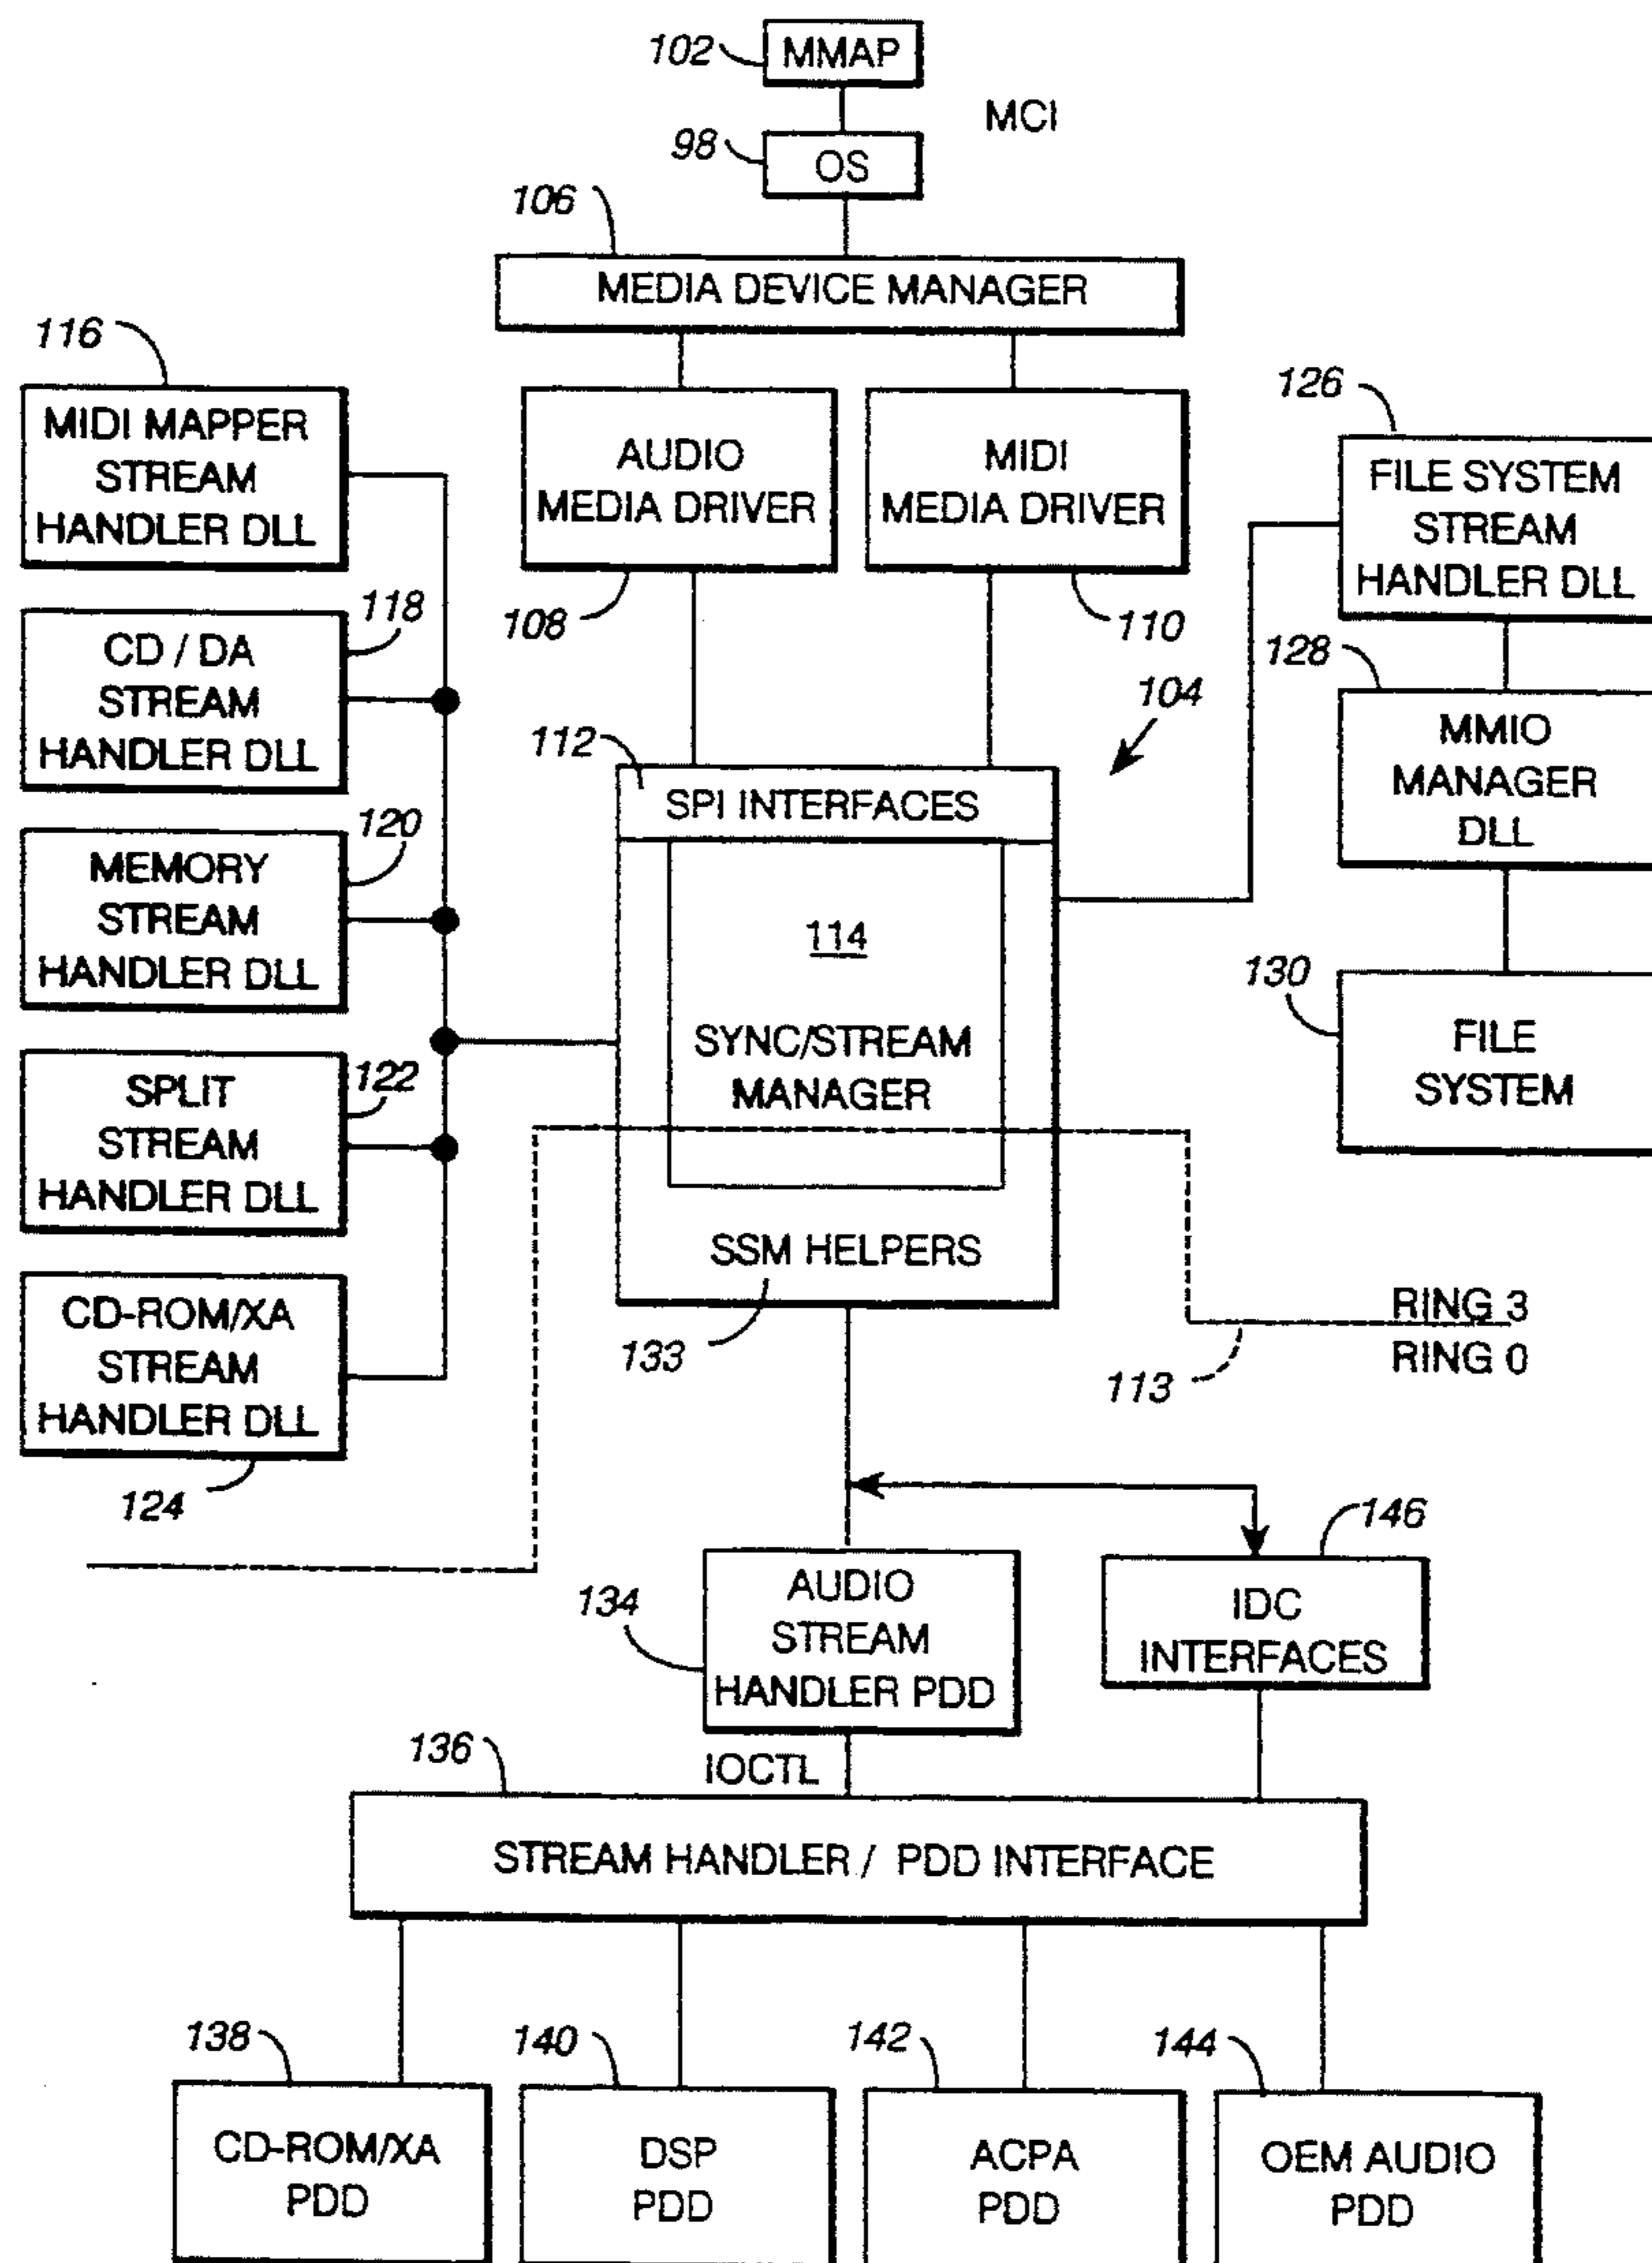 102
MMAP
MCI
98
OS
106
MEDIA DEVICE MANAGER
116
MIDI MAPPER
STREAM
HANDLER DLL
AUDIO
MEDIA DRIVER
MIDI
MEDIA DRIVER
126
FILE SYSTEM
STREAM
HANDLER DLL
118
CD / DA
STREAM
HANDLER DLL
108
110
128
MMIO
MANAGER
DLL
104
112
SPI INTERFACES
120
MEMORY
STREAM
HANDLER DLL
114
SYNC/STREAM
MANAGER
130
FILE
SYSTEM
122
SPLIT
STREAM
HANDLER DLL
SSM HELPERS
133
CD-ROM/XA
STREAM
HANDLER DLL
124
RING 3
RING 0
113
134
AUDIO
STREAM
HANDLER PDD
146
IDC
INTERFACES
136
IOCTL
STREAM HANDLER / PDD INTERFACE
138
CD-ROM/XA
PDD
140
DSP
PDD
142
ACPA
PDD
144
OEM AUDIO
PDD